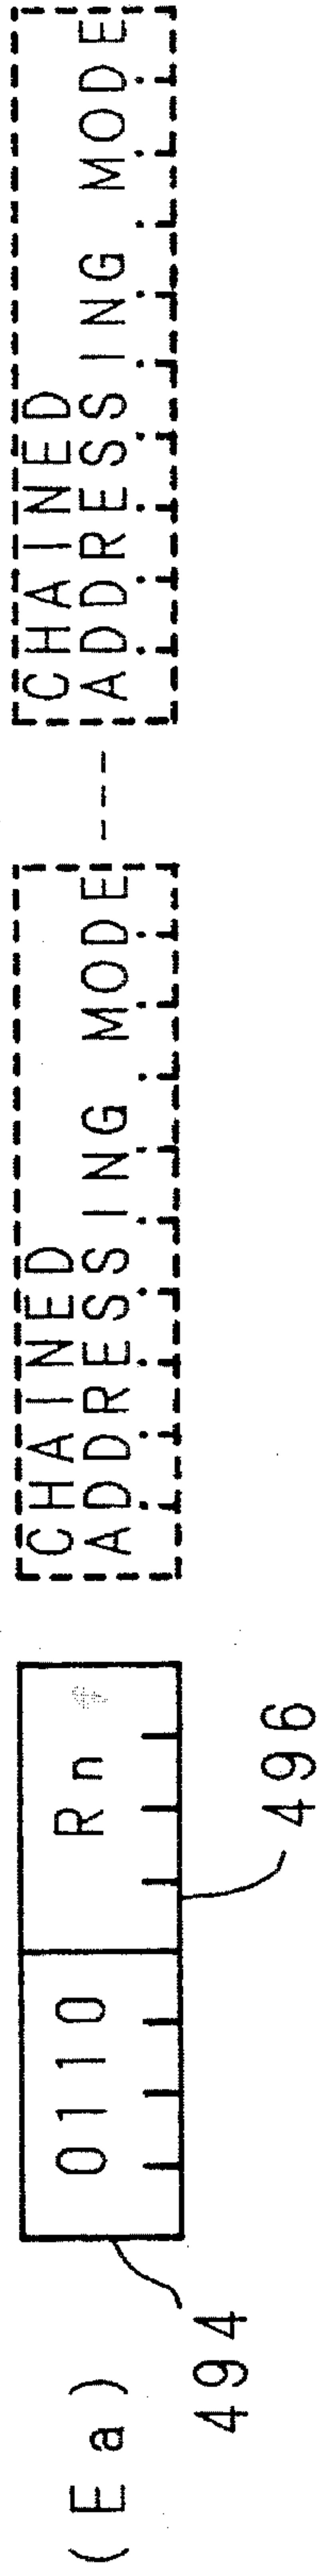 (Ea)
0110
Rn
CHAINED
ADDRESSING MODE
---
CHAINED
ADDRESSING MODE
494
496